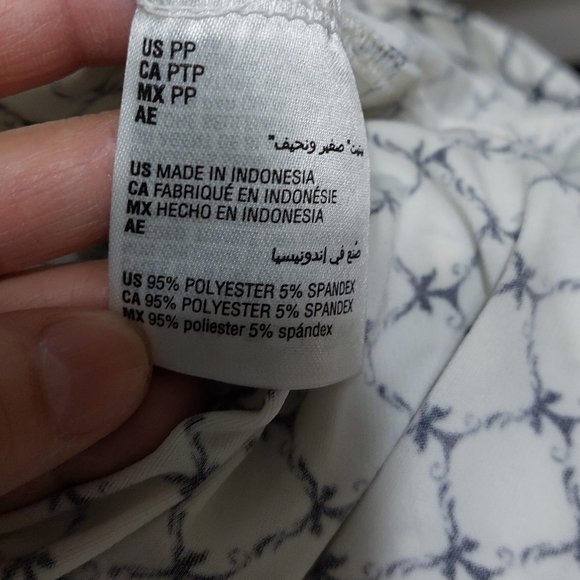 US PP
CA PTP
MX PP
AE
بيتيت" صغير ونحيف"
US MADE IN INDONESIA
CA FABRIQUÉ EN INDONÉSIE
MX HECHO EN INDONESIA
AE
صُنع في إندونيسيا
US 95% POLYESTER 5% SPANDEX
CA 95% POLYESTER 5% SPANDEX
MX 95% poliester 5% spándex